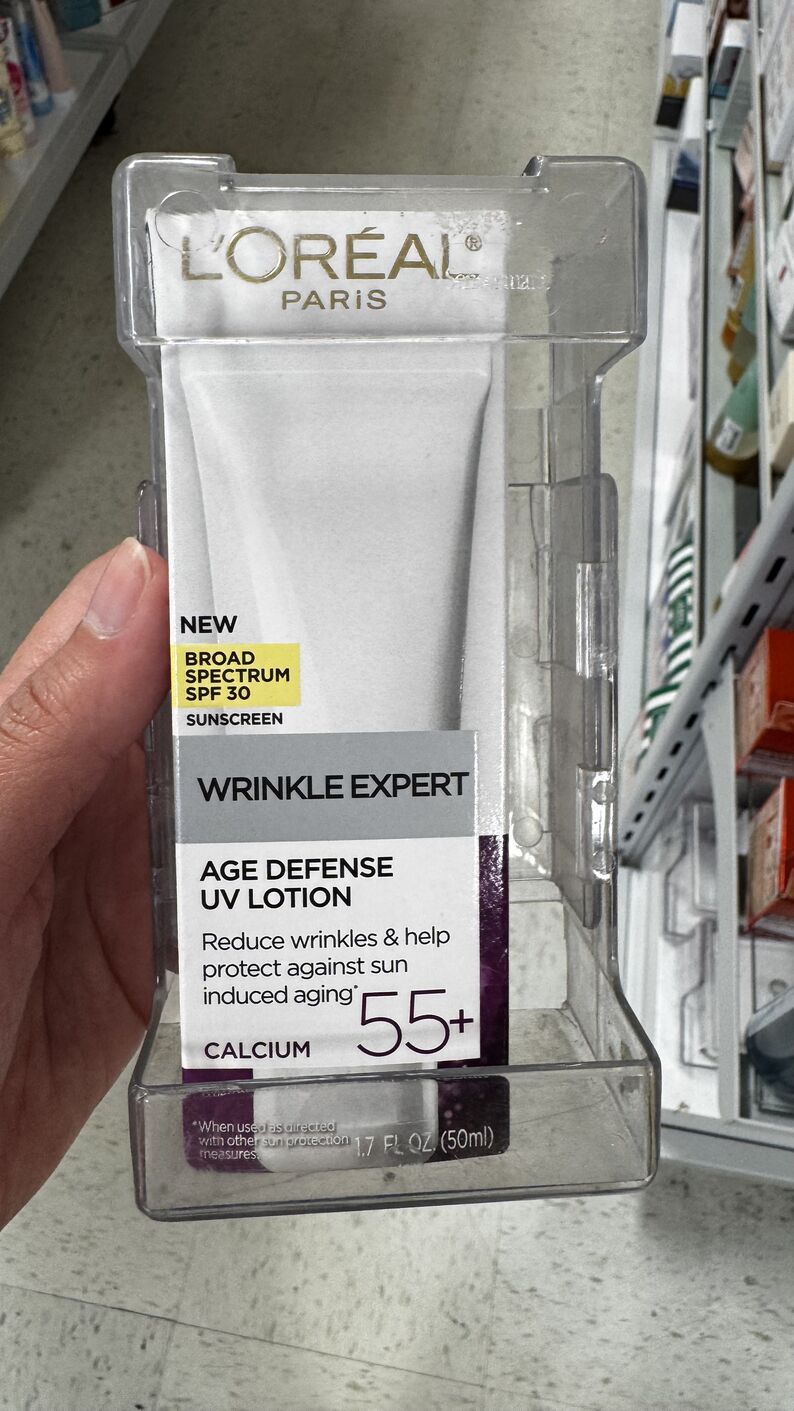 L'ORÉAL®
PARiS
NEW
BROAD
SPECTRUM
SPF 30
SUNSCREEN
WRINKLE EXPERT
AGE DEFENSE
UV LOTION
Reduce wrinkles & help
protect against sun
induced aging*
55+
CALCIUM
*When used as directed
with other sun protection
measures.
1.7 FL OZ. (50ml)